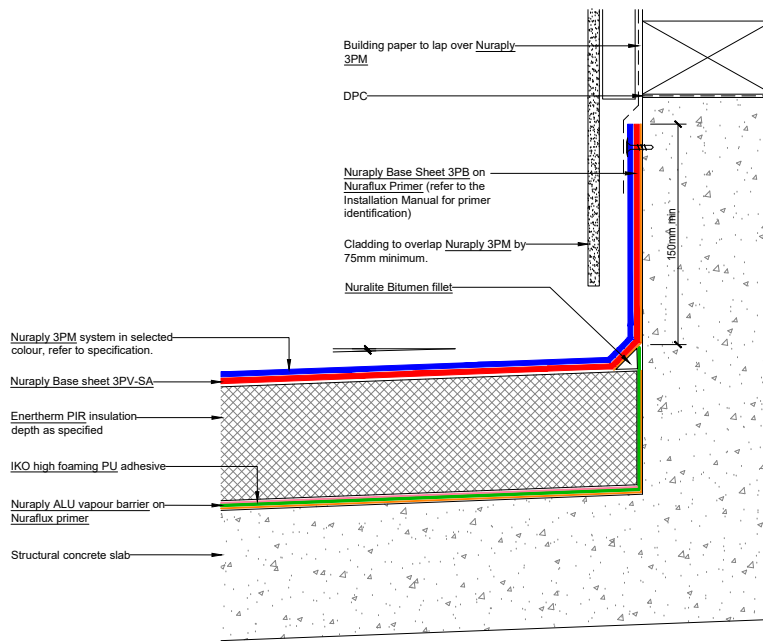 Building paper to lap over Nuraply
3PM
DPC
Nuraply Base Sheet 3PB on
Nuraflux Primer (refer to the
Installation Manual for primer
identification)
150mm min
Cladding to overlap Nuraply 3PM by
75mm minimum.
Nuralite Bitumen fillet
Nuraply 3PM system in selected
colour, refer to specification.
Nuraply Base sheet 3PV-SA
Enertherm PIR insulation
depth as specified
IKO high foaming PU adhesive
Nuraply ALU vapour barrier on
Nuraflux primer
Structural concrete slab